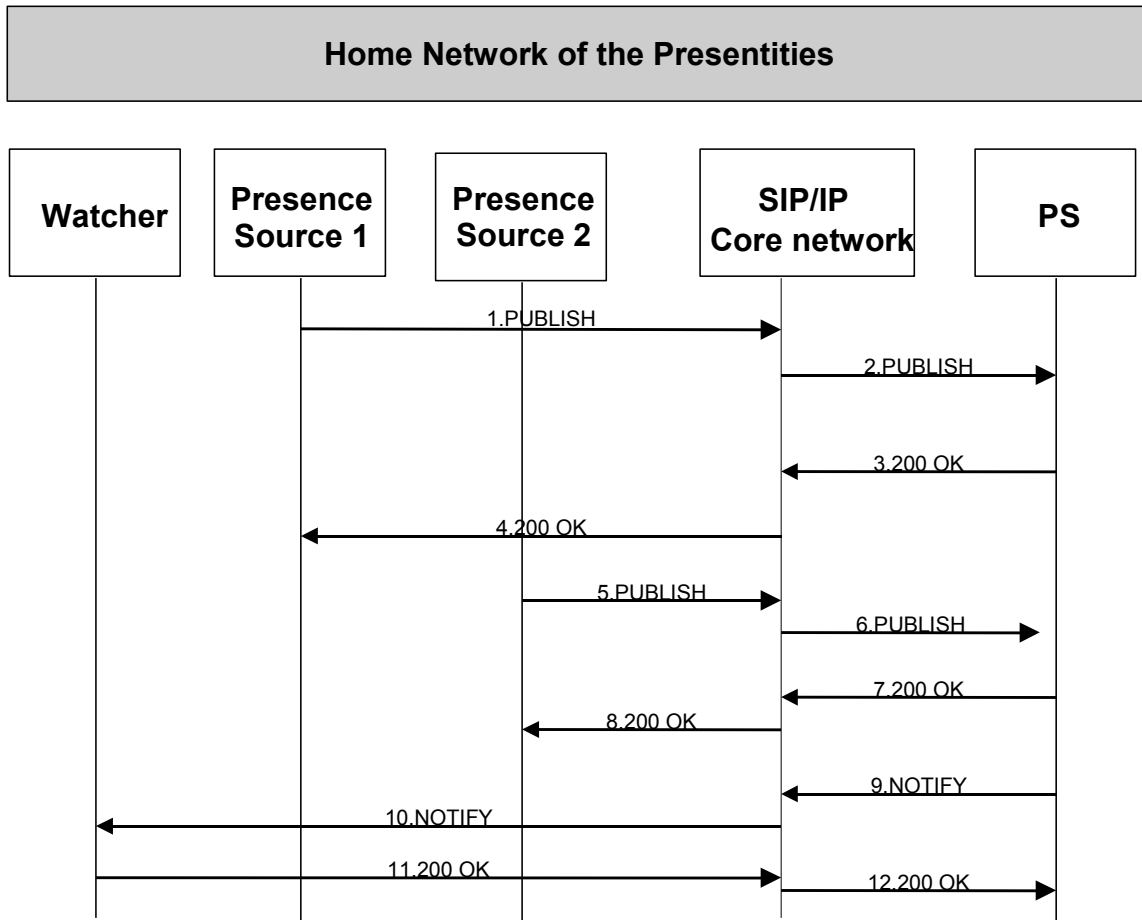 Home Network of the Presentities
Watcher
Presence
Source 1
Presence
Source 2
SIP/IP
Core network
PS
1.PUBLISH
2.PUBLISH
3.200 OK
4.200 OK
5.PUBLISH
6.PUBLISH
7.200 OK
8.200 OK
9.NOTIFY
10.NOTIFY
11.200 OK
12.200 OK